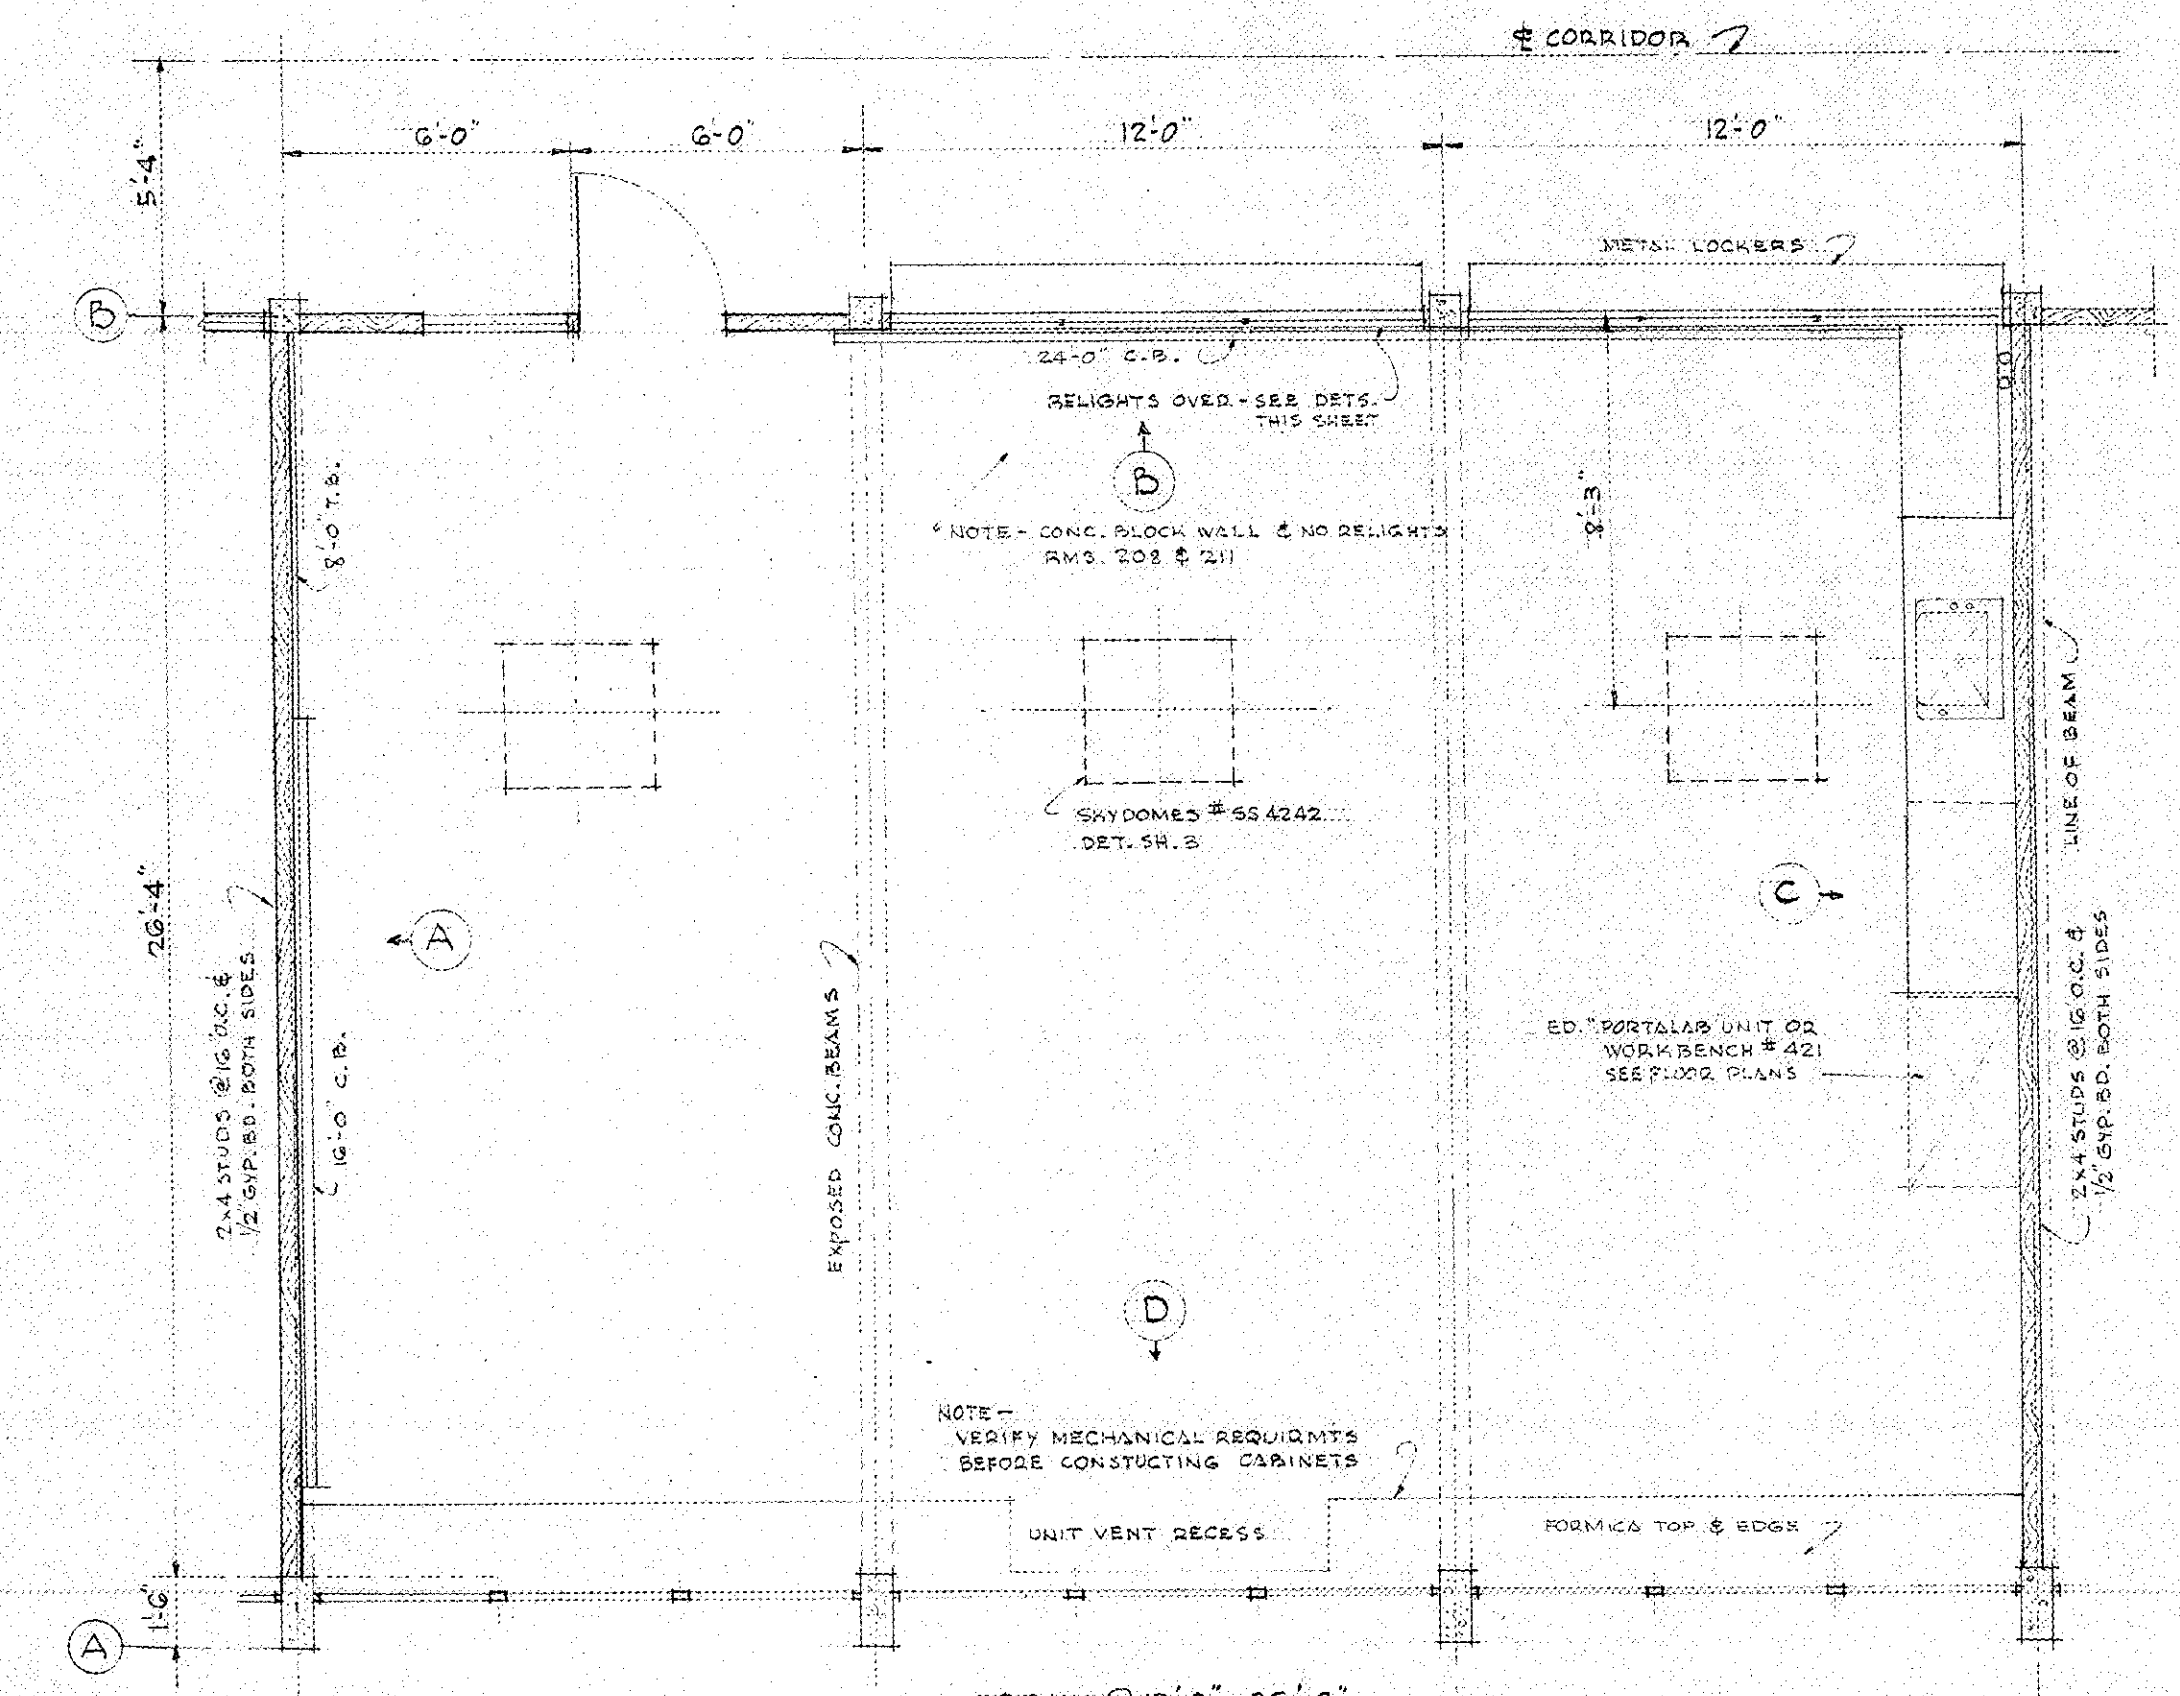 ℄ CORRIDOR
6'-0" 6'-0" 12'-0" 12'-0"
5'-4"
METAL LOCKERS
B
24'-0" C.B.
RELIGHTS OVER - SEE DETS.
THIS SHEET
B
8'-0" T.B.
8'-3"
NOTE - CONC. BLOCK WALL & NO RELIGHTS
RMS. 208 & 211
LINE OF BEAM
SKYDOMES # SS 4242
DET. SH. 3
26'-4"
A
C
2x4 STUDS @ 16" O.C. &
1/2" GYP. BD. BOTH SIDES
16'-0" C.B.
EXPOSED CONC. BEAMS
ED. "PORTALAB UNIT OR
WORKBENCH # 421
SEE FLOOR PLANS
2x4 STUDS @ 16" O.C. &
1/2" GYP. BD. BOTH SIDES
D
NOTE -
VERIFY MECHANICAL REQUIRMTS
BEFORE CONSTUCTING CABINETS
UNIT VENT RECESS
FORMICA TOP & EDGE
1'-6"
A